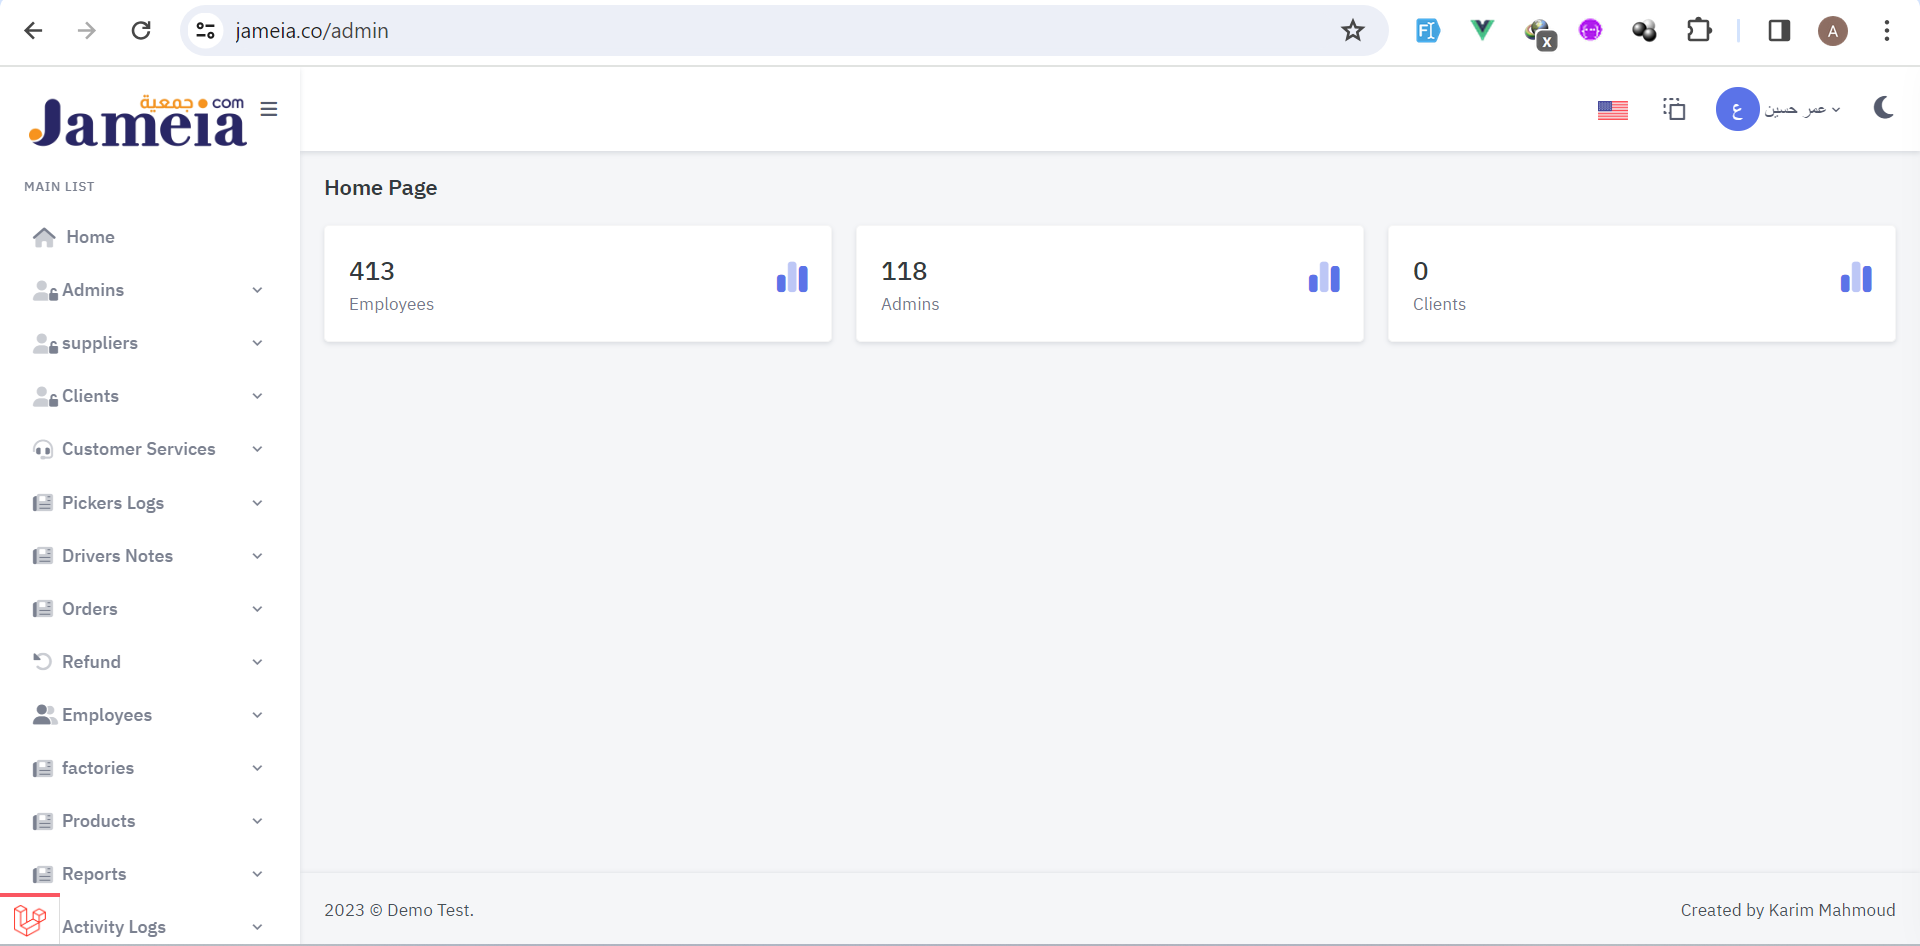 jameia.co/admin
X
A
جمعية com
Jameia
ع
عمر حسين
MAIN LIST
Home
Admins
suppliers
Clients
Customer Services
Pickers Logs
Drivers Notes
Orders
Refund
Employees
factories
Products
Reports
Activity Logs
Home Page
413
Employees
118
Admins
0
Clients
2023 © Demo Test.
Created by Karim Mahmoud